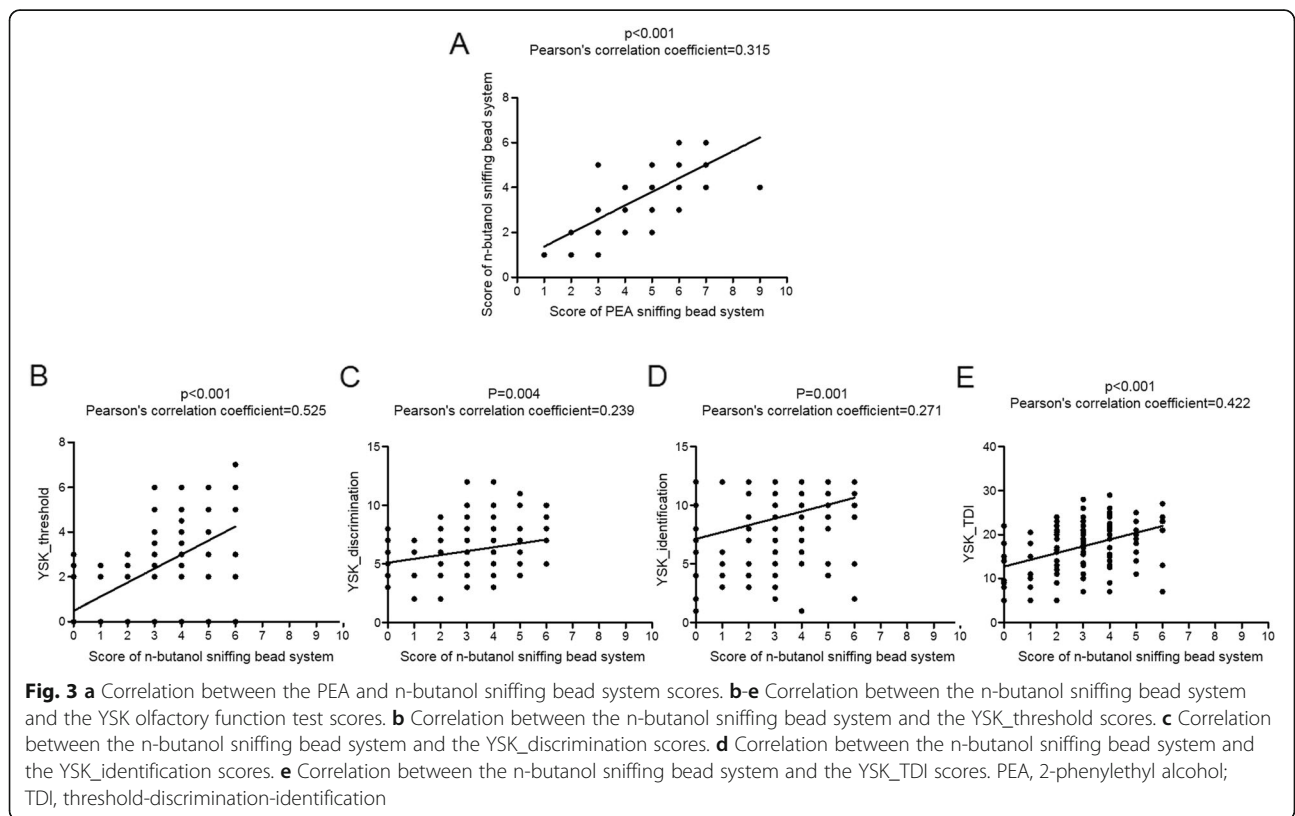 A
p<0.001
Pearson's correlation coefficient=0.315
Score of n-butanol sniffing bead system
8
6
4
2
0
0 1 2 3 4 5 6 7 8 9 10
Score of PEA sniffing bead system
B
p<0.001
Pearson's correlation coefficient=0.525
YSK_threshold
8
6
4
2
0
0 1 2 3 4 5 6 7 8 9 10
Score of n-butanol sniffing bead system
C
P=0.004
Pearson's correlation coefficient=0.239
YSK_discrimination
15
10
5
0
0 1 2 3 4 5 6 7 8 9 10
Score of n-butanol sniffing bead system
D
P=0.001
Pearson's correlation coefficient=0.271
YSK_identification
15
10
5
0
0 1 2 3 4 5 6 7 8 9 10
Score of n-butanol sniffing bead system
E
p<0.001
Pearson's correlation coefficient=0.422
YSK_TDI
40
30
20
10
0
0 1 2 3 4 5 6 7 8 9 10
Score of n-butanol sniffing bead system
Fig. 3 a Correlation between the PEA and n-butanol sniffing bead system scores. b-e Correlation between the n-butanol sniffing bead system
and the YSK olfactory function test scores. b Correlation between the n-butanol sniffing bead system and the YSK_threshold scores. c Correlation
between the n-butanol sniffing bead system and the YSK_discrimination scores. d Correlation between the n-butanol sniffing bead system and
the YSK_identification scores. e Correlation between the n-butanol sniffing bead system and the YSK_TDI scores. PEA, 2-phenylethyl alcohol;
TDI, threshold-discrimination-identification